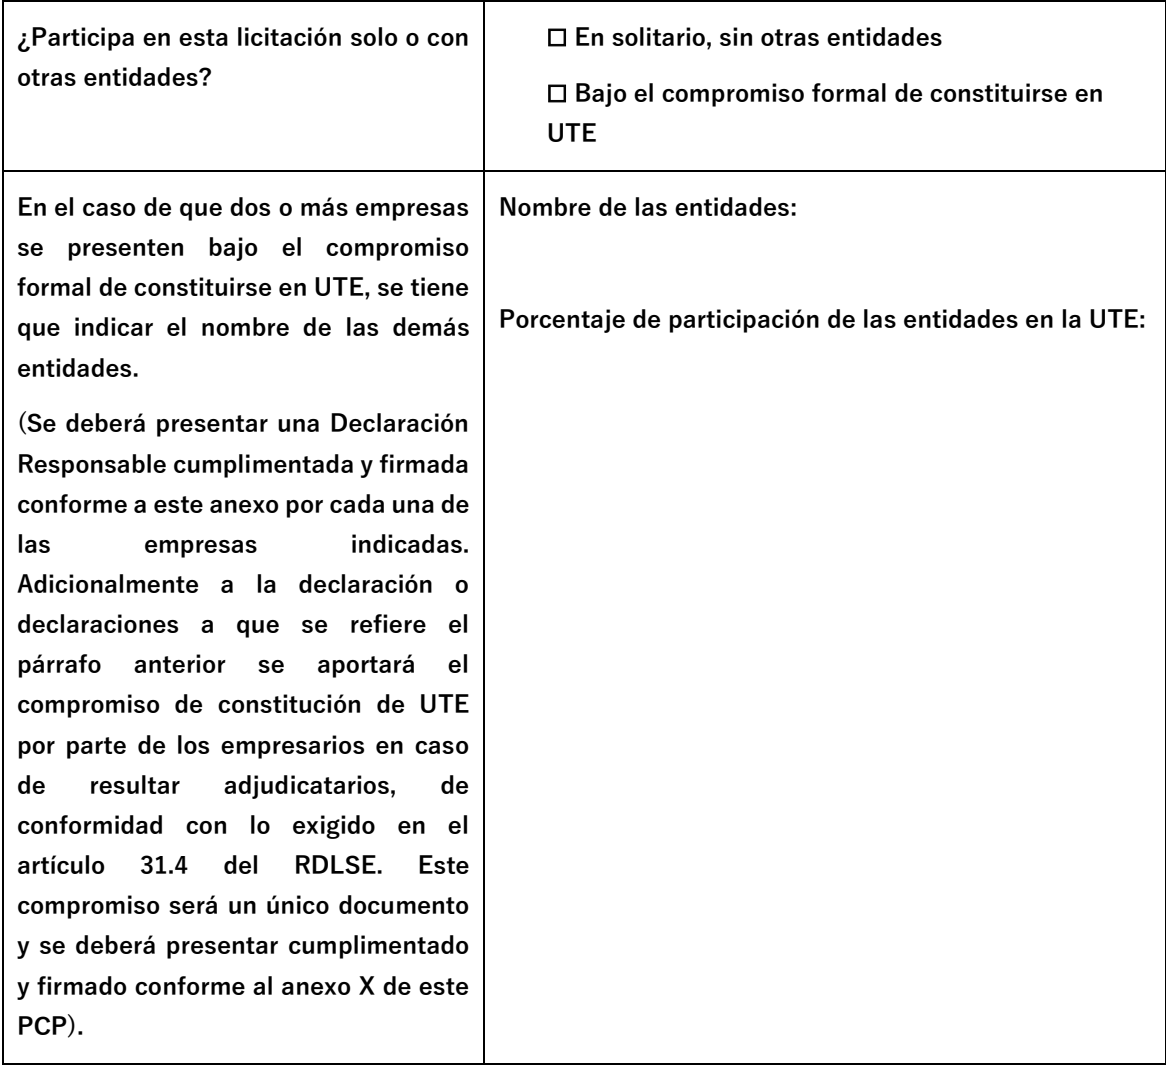 ¿Participa en esta licitación solo o con
otras entidades?
☐ En solitario, sin otras entidades
☐ Bajo el compromiso formal de constituirse en
UTE
En el caso de que dos o más empresas
se presenten bajo el compromiso
formal de constituirse en UTE, se tiene
que indicar el nombre de las demás
entidades.
(Se deberá presentar una Declaración
Responsable cumplimentada y firmada
conforme a este anexo por cada una de
las empresas indicadas.
Adicionalmente a la declaración o
declaraciones a que se refiere el
párrafo anterior se aportará el
compromiso de constitución de UTE
por parte de los empresarios en caso
de resultar adjudicatarios, de
conformidad con lo exigido en el
artículo 31.4 del RDLSE. Este
compromiso será un único documento
y se deberá presentar cumplimentado
y firmado conforme al anexo X de este
PCP).
Nombre de las entidades:
Porcentaje de participación de las entidades en la UTE: